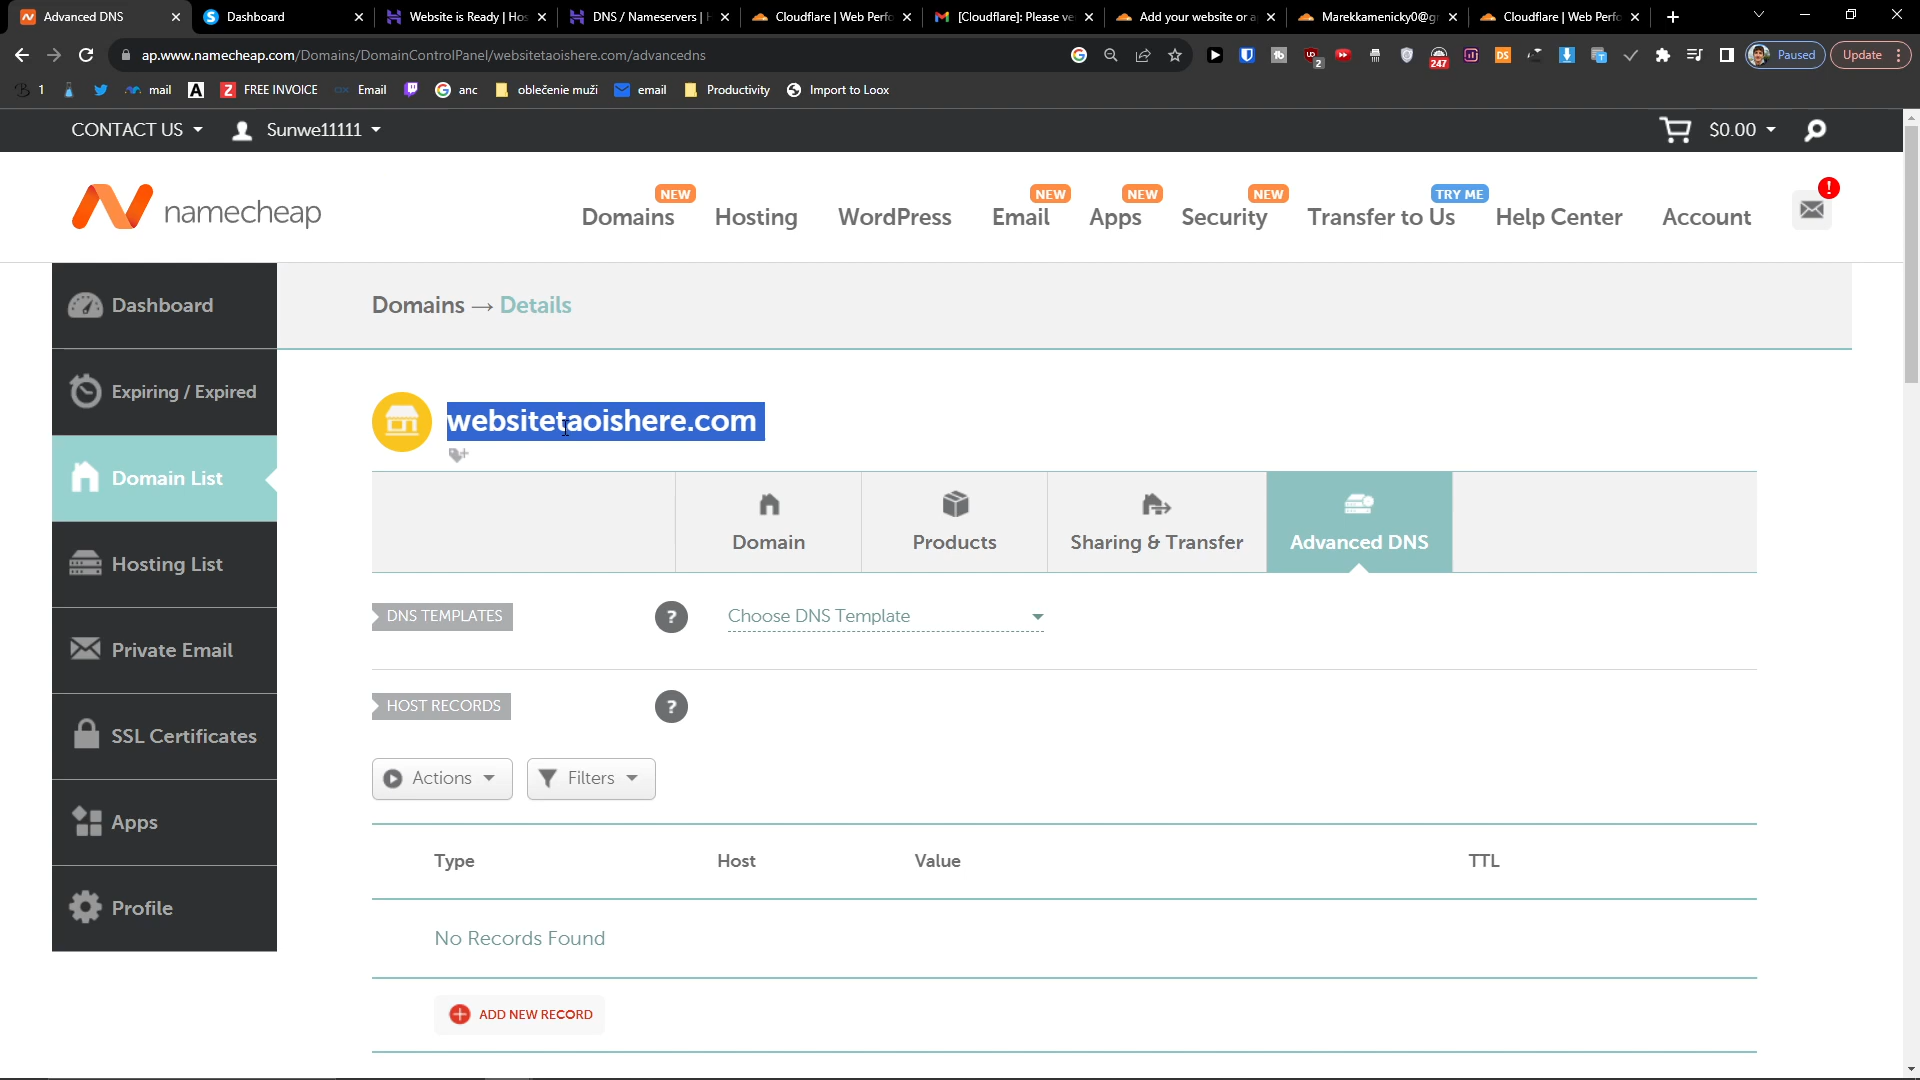 Advanced DNS
Dashboard
Website is Ready | Hos
DNS / Nameservers | H
Cloudflare | Web Perfo
[Cloudflare]: Please ve
Add your website or a
Marekkamenicky0@g
Cloudflare | Web Perfo
ap.www.namecheap.com/Domains/DomainControlPanel/websitetaoishere.com/advancedns
2
247
DS
Paused
Update
1
mail
A
Z FREE INVOICE
Email
anc
oblečenie muži
email
Productivity
Import to Loox
CONTACT US
Sunwe11111
$0.00
namecheap
NEW
NEW
NEW
NEW
TRY ME
!
Domains
Hosting
WordPress
Email
Apps
Security
Transfer to Us
Help Center
Account
Dashboard
Expiring / Expired
Domain List
Hosting List
Private Email
SSL Certificates
Apps
Profile
Domains → Details
websitetaoishere.com
Domain
Products
Sharing & Transfer
Advanced DNS
DNS TEMPLATES
?
Choose DNS Template
HOST RECORDS
?
Actions
Filters
Type
Host
Value
TTL
No Records Found
ADD NEW RECORD